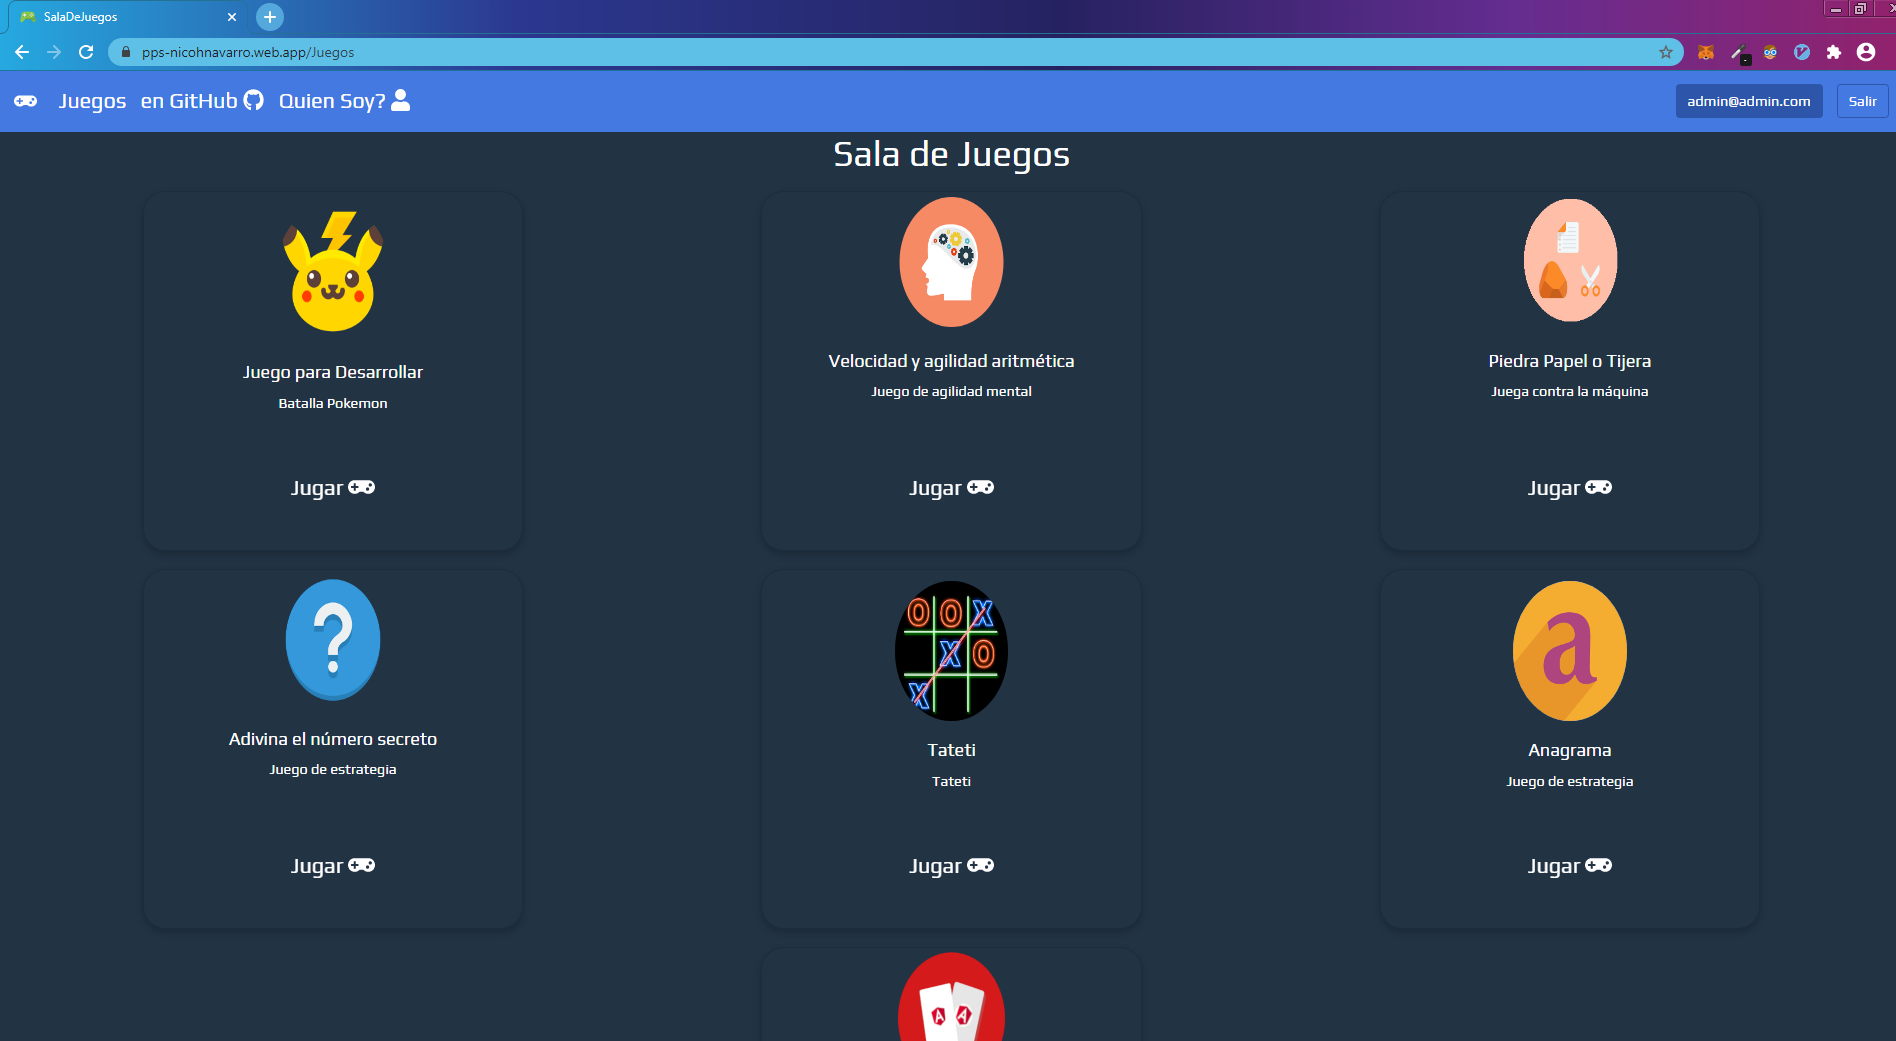 SalaDeJuegos
pps-nicohnavarro.web.app/Juegos
Juegos en GitHub Quien Soy? admin@admin.com Salir
Sala de Juegos
Juego para Desarrollar
Batalla Pokemon
Jugar
Velocidad y agilidad aritmética
Juego de agilidad mental
Jugar
Piedra Papel o Tijera
Juega contra la máquina
Jugar
?
Adivina el número secreto
Juego de estrategia
Jugar
O O X
X O
X
Tateti
Tateti
Jugar
a
Anagrama
Juego de estrategia
Jugar
A A